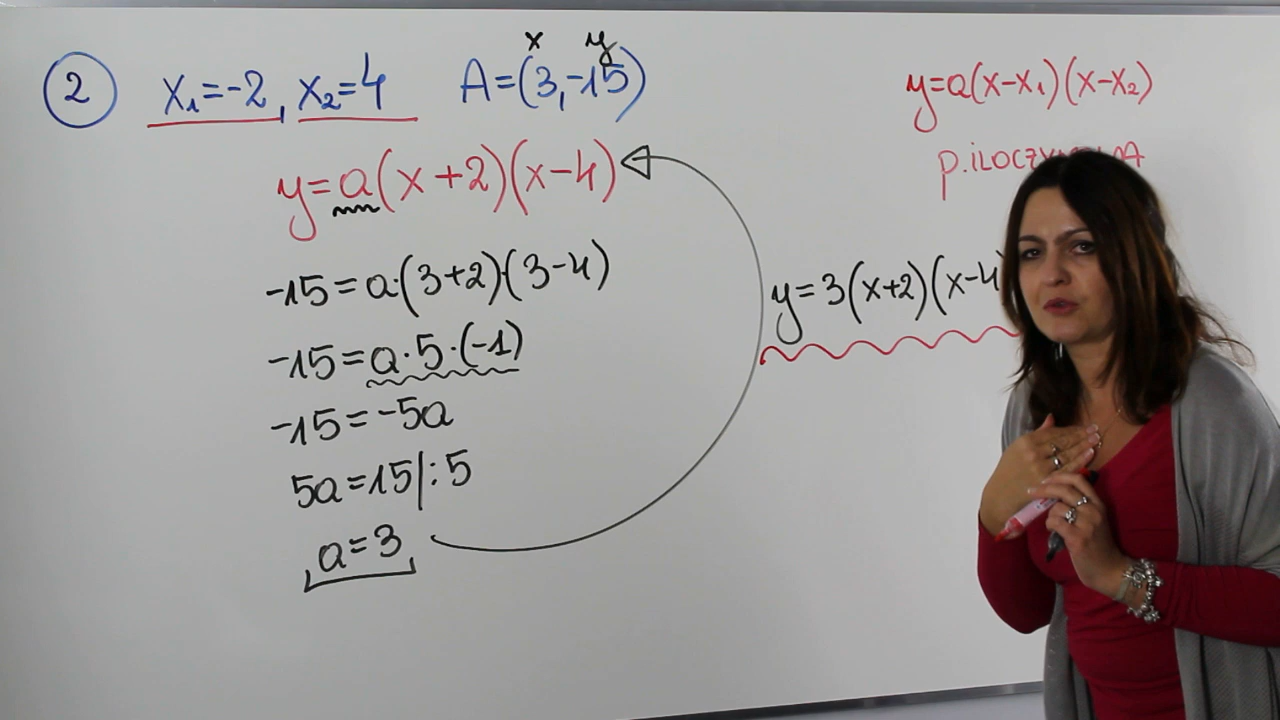 2 x₁=-2, x₂=4 A=(3,-15)
x y
y=a(x+2)(x-4)
-15=a·(3+2)·(3-4)
-15=a·5·(-1)
-15=-5a
5a=15|:5
a=3
y=a(x-x₁)(x-x₂)
y=3(x+2)(x-4